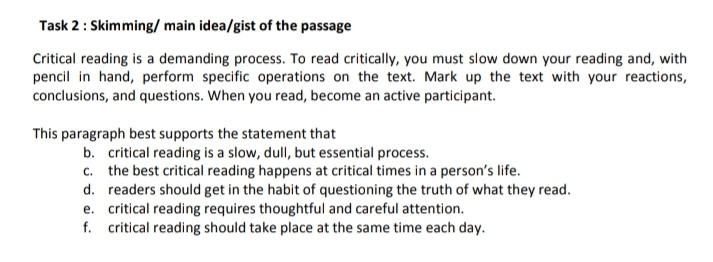 Task 2 : Skimming/ main idea/gist of the passage
Critical reading is a demanding process. To read critically, you must slow down your reading and, with
pencil in hand, perform specific operations on the text. Mark up the text with your reactions,
conclusions, and questions. When you read, become an active participant.
This paragraph best supports the statement that
b. critical reading is a slow, dull, but essential process.
c. the best critical reading happens at critical times in a person's life.
d. readers should get in the habit of questioning the truth of what they read.
e. critical reading requires thoughtful and careful attention.
f. critical reading should take place at the same time each day.